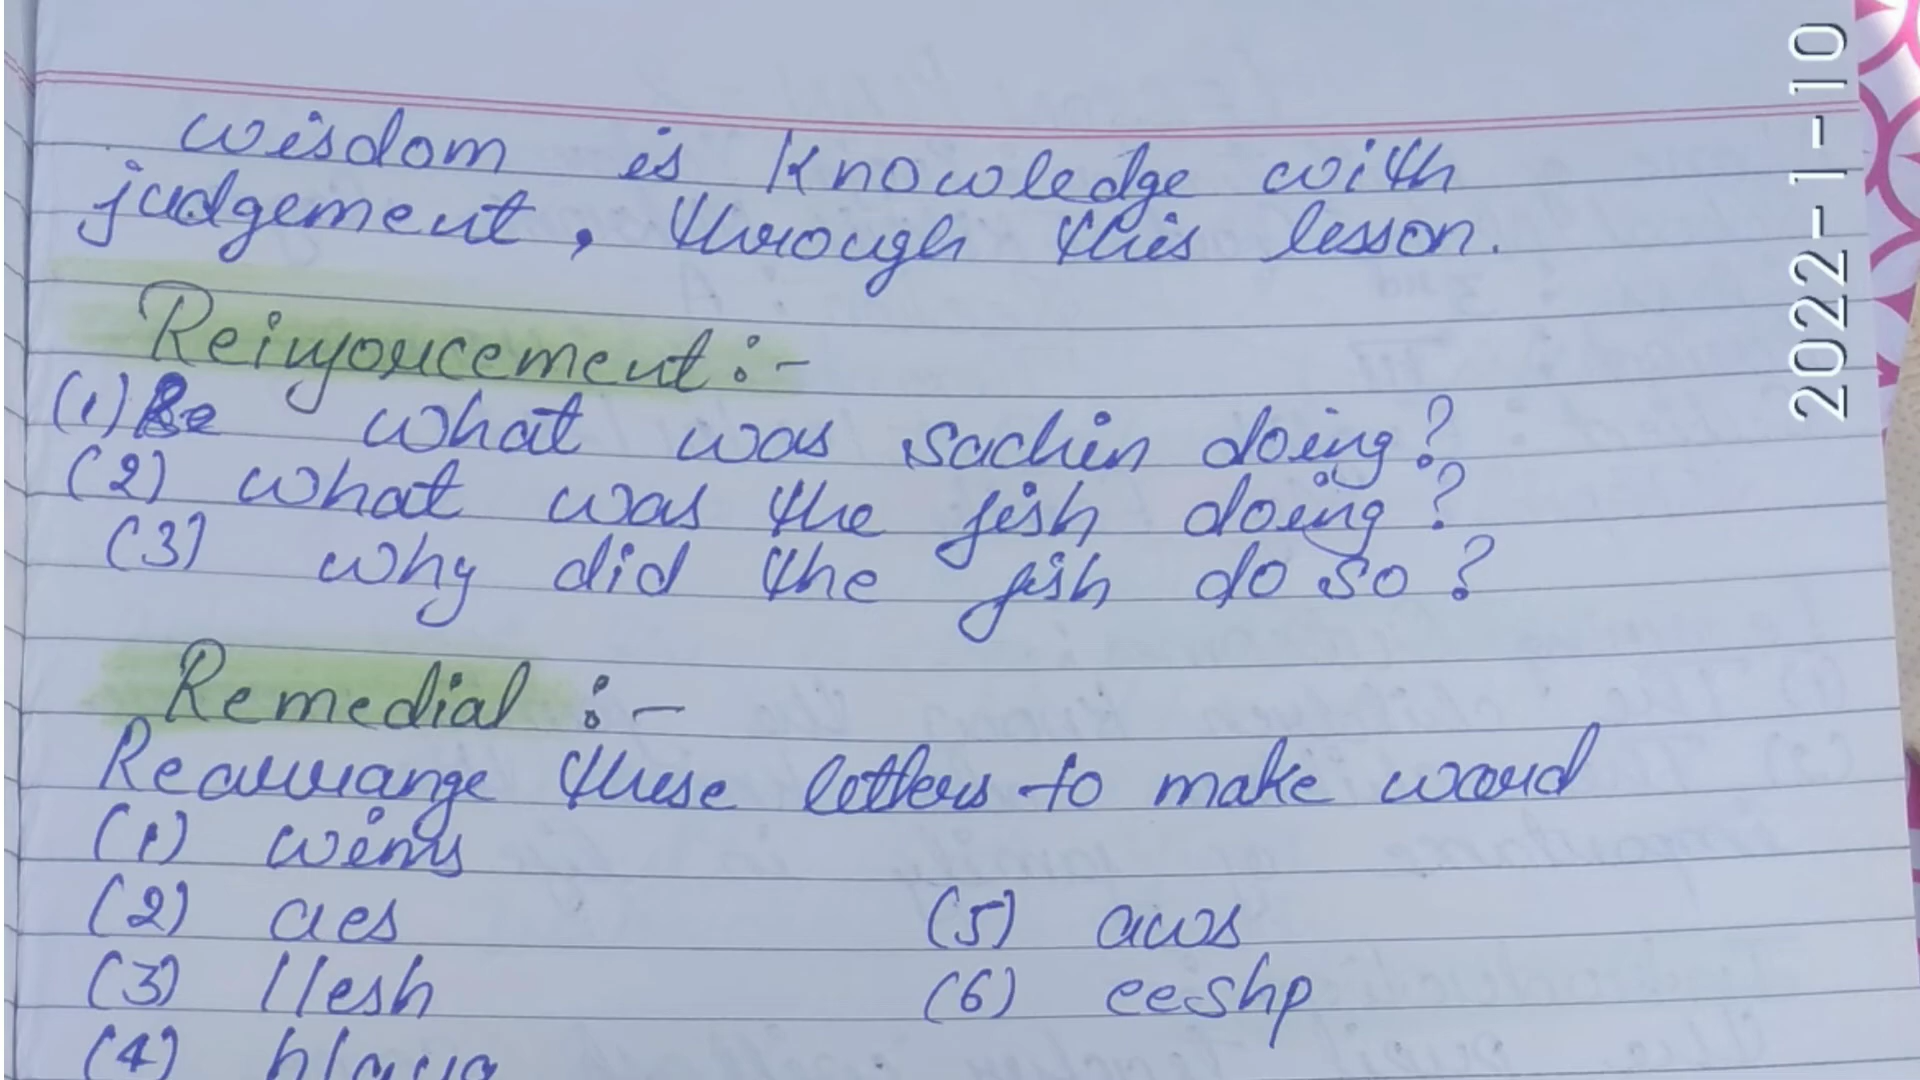 wisdom is knowledge with
judgement, through this lesson.
Reinforcement :-
(1) Be what was sachin doing?
(2) what was the fish doing?
(3) why did the fish do so?
Remedial :-
Rearrange these letters to make word
(1) wims
(2) aes
(3) llesh
(4)
(5) aws
(6) eeshp
2022-1-10